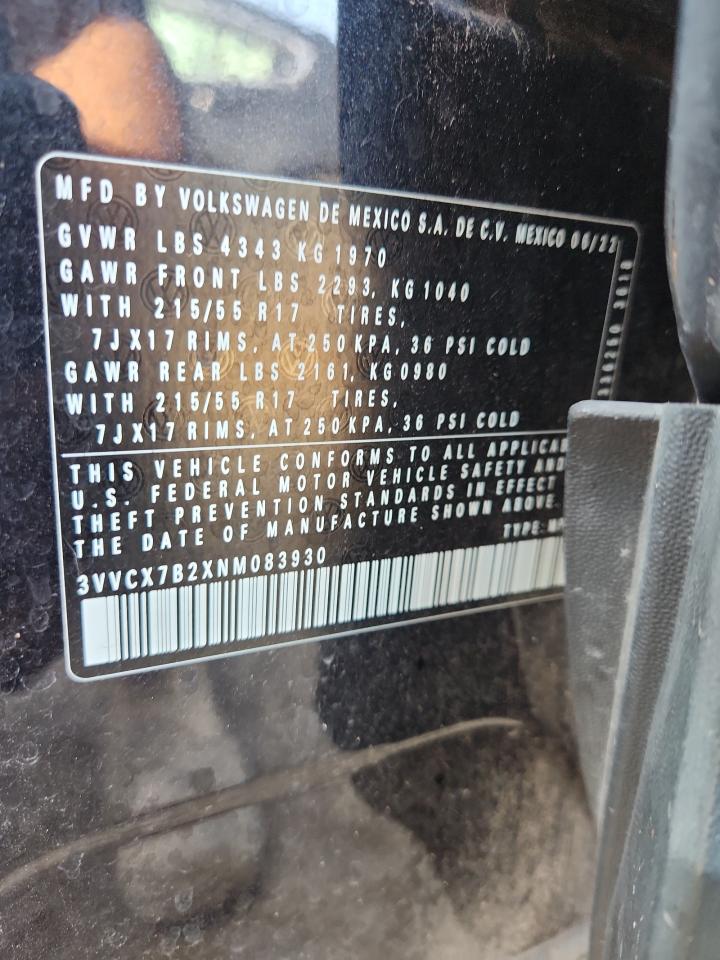 MFD BY VOLKSWAGEN DE MEXICO S.A. DE C.V. MEXICO 06/22
GVWR LBS 4343 KG 1970
GAWR FRONT LBS 2293, KG 1040
WITH 215/55 R17 TIRES,
7JX17 RIMS, AT 250 KPA, 36 PSI COLD
GAWR REAR LBS 2161, KG 0980
WITH 215/55 R17 TIRES,
7JX17 RIMS, AT 250 KPA, 36 PSI COLD
THIS VEHICLE CONFORMS TO ALL APPLICA
U.S. FEDERAL MOTOR VEHICLE SAFETY AND
THEFT PREVENTION STANDARDS IN EFFECT
THE DATE OF MANUFACTURE SHOWN ABOVE.
TYPE: MP
3VVCX7B2XNM083930